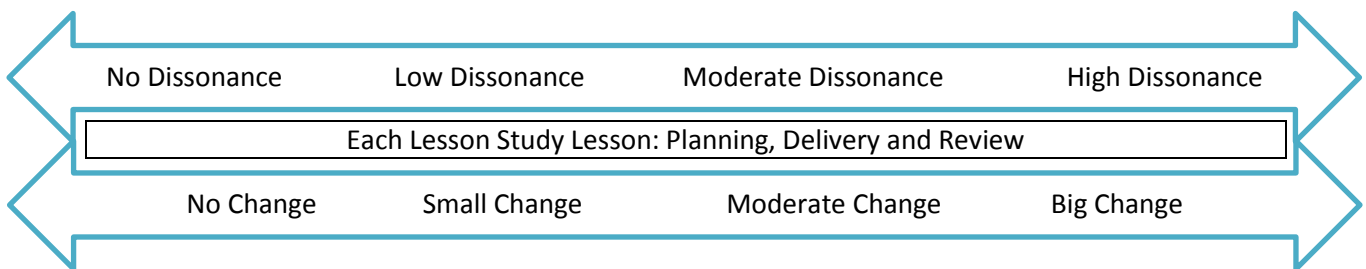 No Dissonance Low Dissonance Moderate Dissonance High Dissonance
Each Lesson Study Lesson: Planning, Delivery and Review
No Change Small Change Moderate Change Big Change